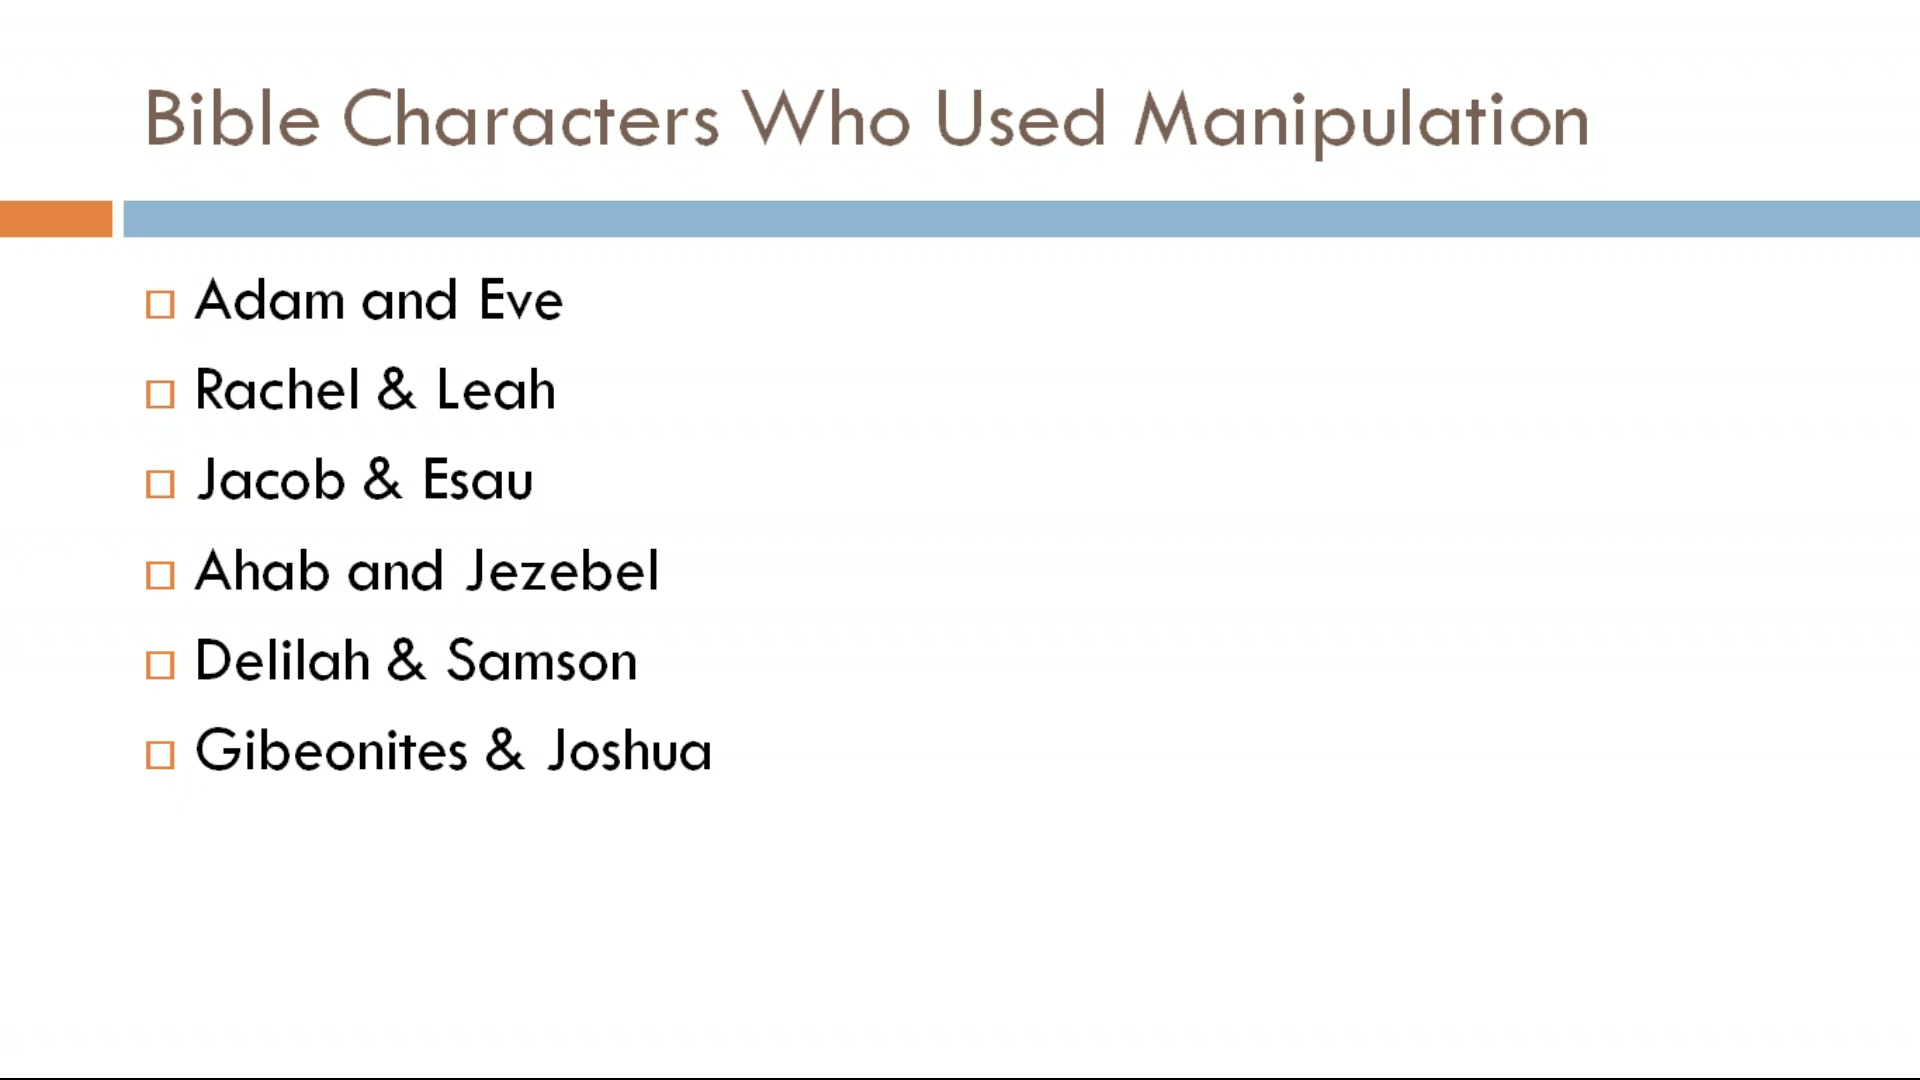 Bible Characters Who Used Manipulation
Adam and Eve
Rachel & Leah
Jacob & Esau
Ahab and Jezebel
Delilah & Samson
Gibeonites & Joshua